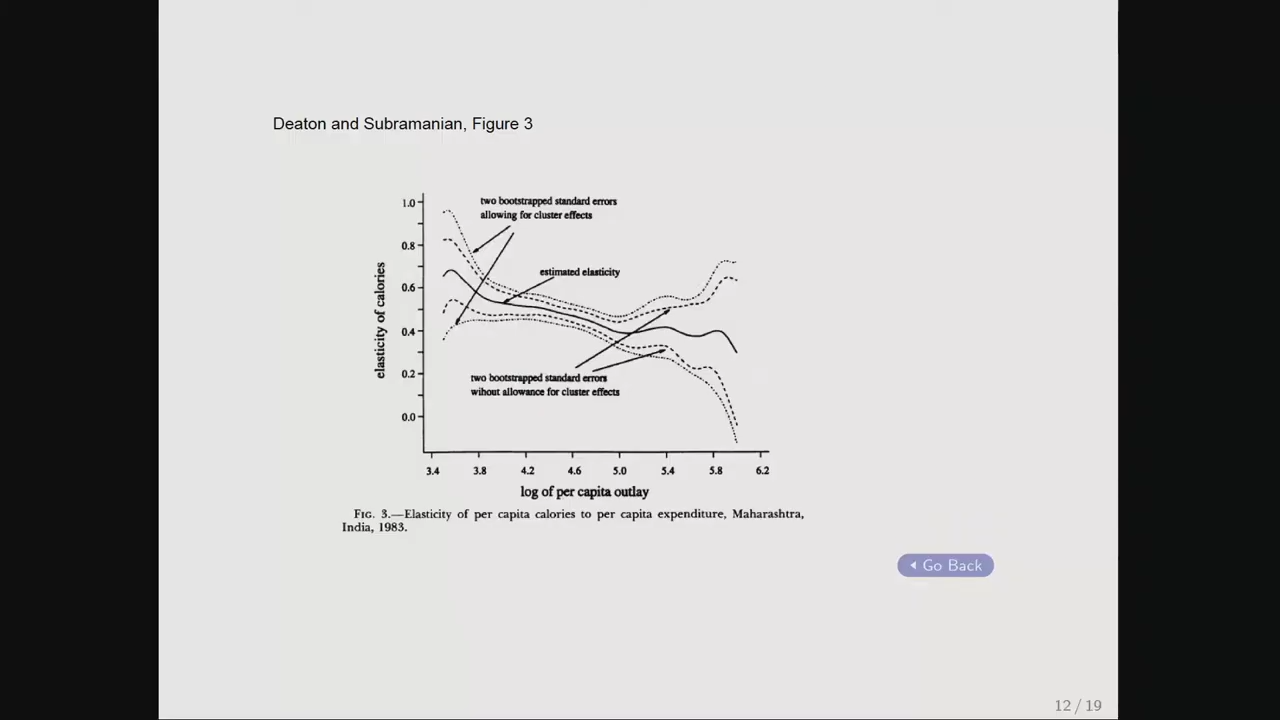 Deaton and Subramanian, Figure 3
1.0
0.8
0.6
0.4
0.2
0.0
elasticity of calories
two bootstrapped standard errors
allowing for cluster effects
estimated elasticity
two bootstrapped standard errors
wihout allowance for cluster effects
3.4 3.8 4.2 4.6 5.0 5.4 5.8 6.2
log of per capita outlay
FIG. 3.—Elasticity of per capita calories to per capita expenditure, Maharashtra,
India, 1983.
Go Back
12 / 19